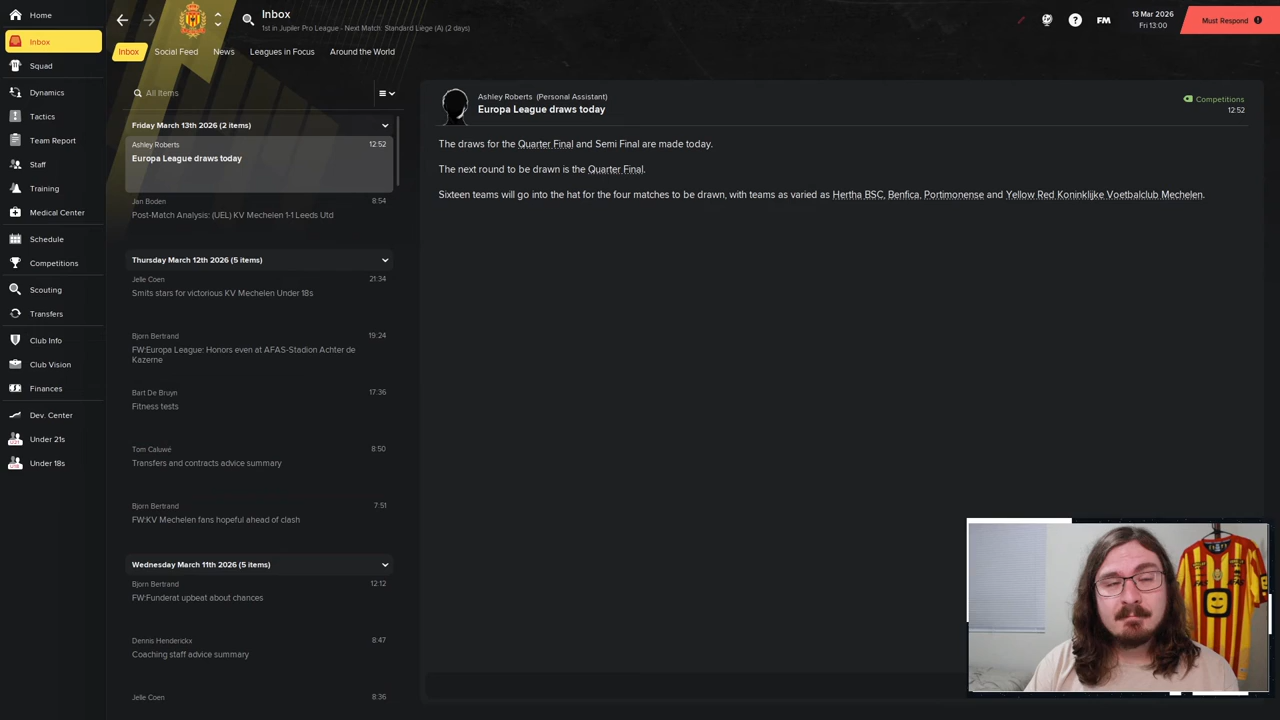 Home
Inbox
Squad
Dynamics
Tactics
Team Report
Staff
Training
Medical Center
Schedule
Competitions
Scouting
Transfers
Club Info
Club Vision
Finances
Dev. Center
Under 21s
Under 18s
Inbox
1st in Jupiler Pro League - Next Match Standard Liège (A) (2 days)
FM
13 Mar 2026
Fri 13:00
Must Respond
Inbox
Social Feed
News
Leagues in Focus
Around the World
All Items
Friday March 13th 2026 (2 items)
Ashley Roberts 12:52
Europa League draws today
Jan Boden 8:54
Post-Match Analysis: (UEL) KV Mechelen 1-1 Leeds Utd
Thursday March 12th 2026 (5 items)
Jelle Coen 21:34
Smits stars for victorious KV Mechelen Under 18s
Bjorn Bertrand 19:24
FW:Europa League: Honors even at AFAS-Stadion Achter de
Kazerne
Bart De Bruyn 17:36
Fitness tests
Tom Caluwé 8:50
Transfers and contracts advice summary
Bjorn Bertrand 7:51
FW:KV Mechelen fans hopeful ahead of clash
Wednesday March 11th 2026 (5 items)
Bjorn Bertrand 12:12
FW:Funderat upbeat about chances
Dennis Henderickx 8:47
Coaching staff advice summary
Jelle Coen 8:36
Ashley Roberts (Personal Assistant)
Europa League draws today
Competitions
12:52
The draws for the Quarter Final and Semi Final are made today.
The next round to be drawn is the Quarter Final.
Sixteen teams will go into the hat for the four matches to be drawn, with teams as varied as Hertha BSC, Benfica, Portimonense and Yellow Red Koninklijke Voetbalclub Mechelen.